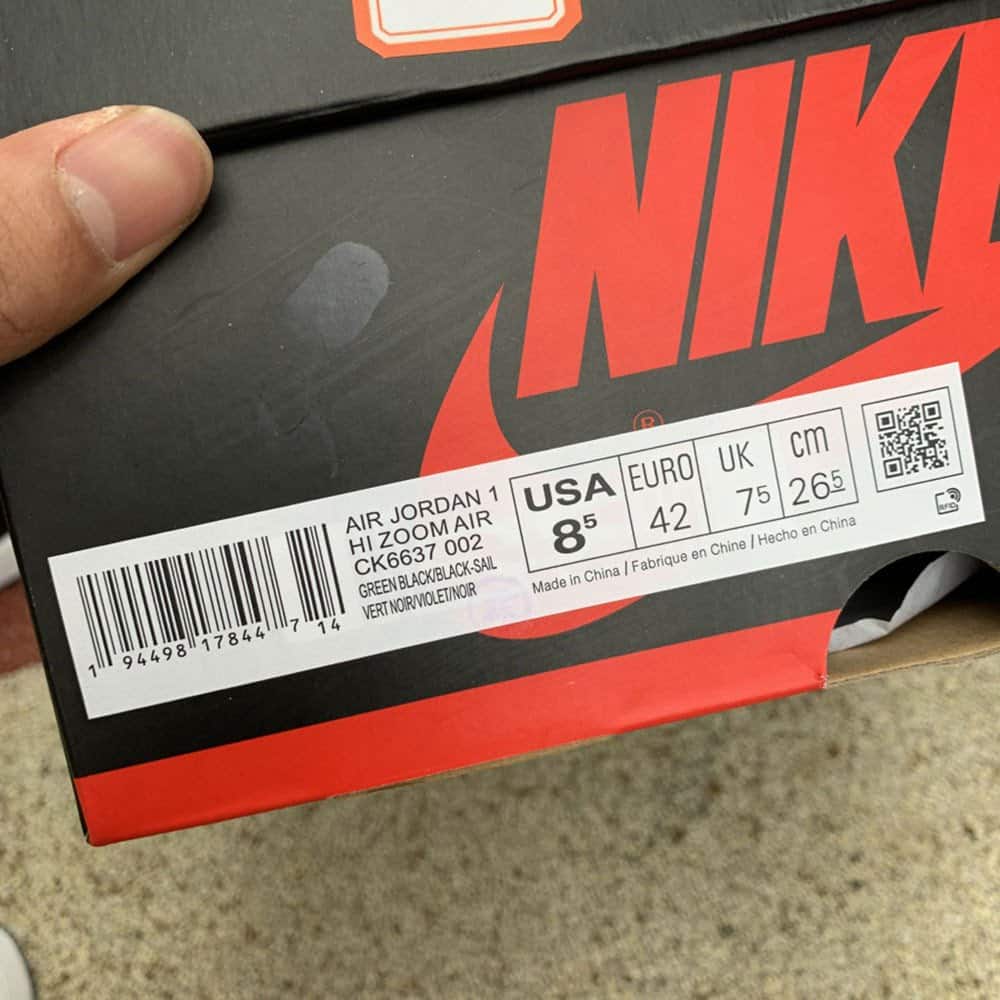 NIKE
®
AIR JORDAN 1
HI ZOOM AIR
CK6637 002
GREEN BLACK/BLACK-SAIL
VERT NOIR/VIOLET/NOIR
1 94498 17844 7 14
USA
8⁵
EURO
42
UK
7⁵
cm
26⁵
Made in China / Fabrique en Chine / Hecho en China
RFID